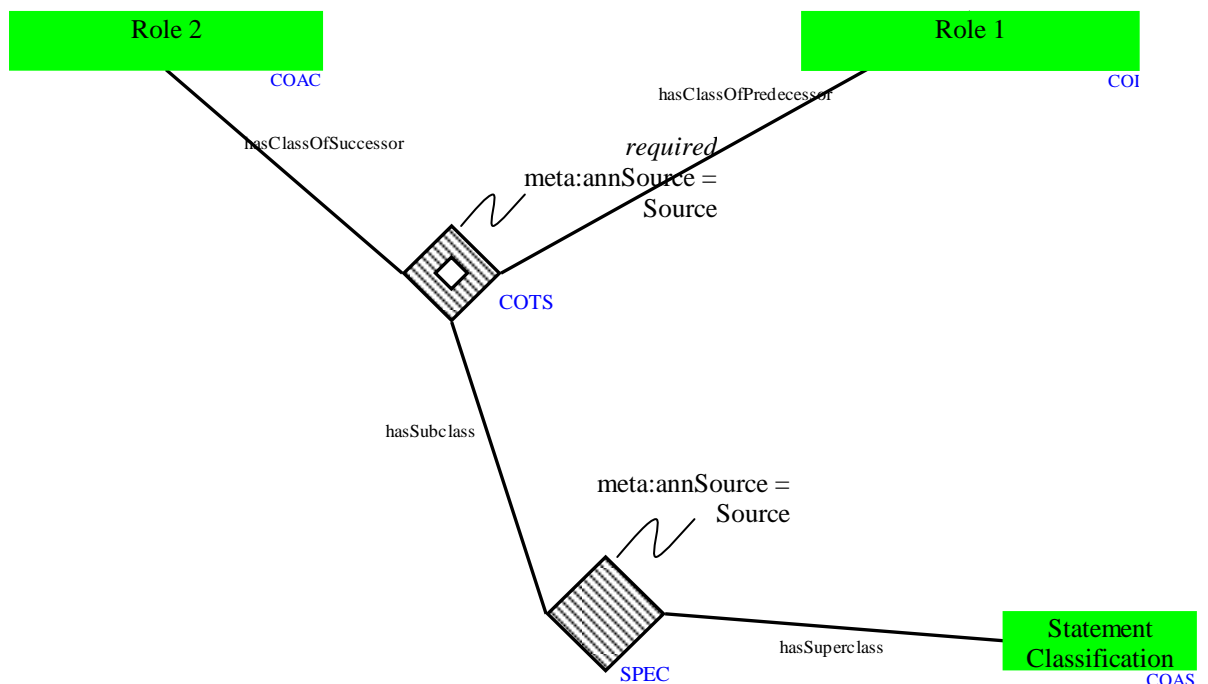 Role 2
Role 1
COAC
COI
hasClassOfPredecessor
hasClassOfSuccessor
required
meta:annSource =
Source
COTS
hasSubclass
meta:annSource =
Source
Statement
Classification
hasSuperclass
SPEC
COAS